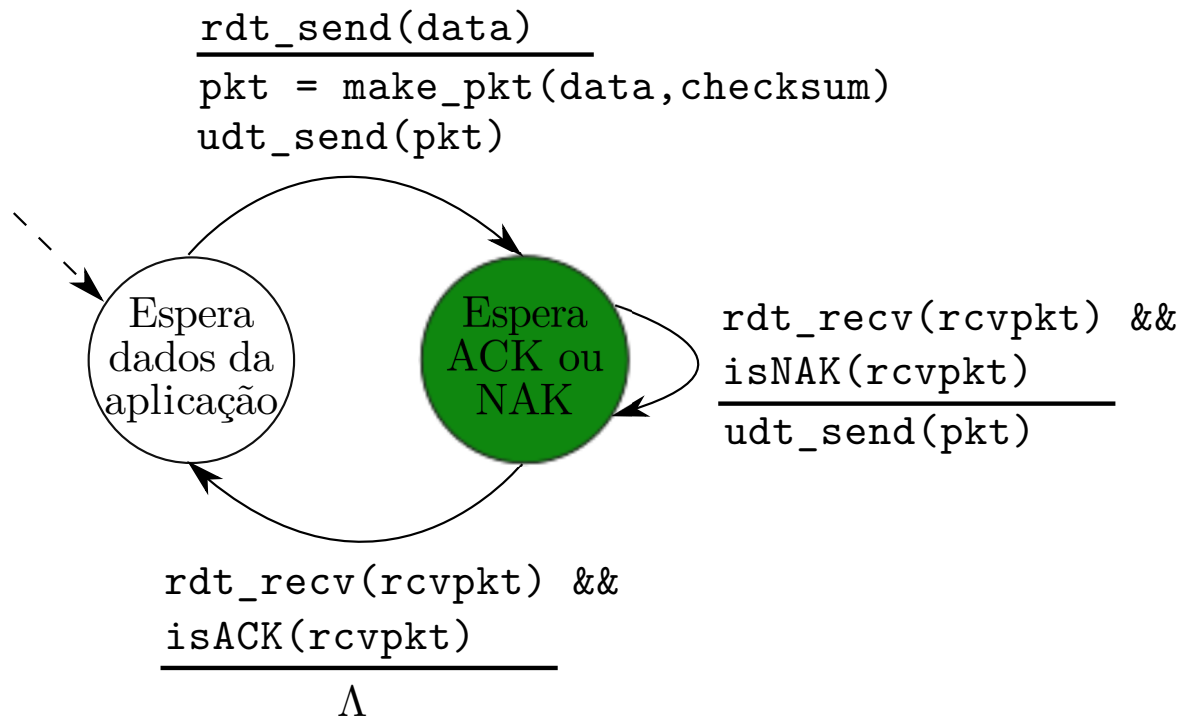 rdt_send(data)
pkt = make_pkt(data,checksum)
udt_send(pkt)
Espera
dados da
aplicação
Espera
ACK ou
NAK
rdt_recv(rcvpkt) &&
isNAK(rcvpkt)
udt_send(pkt)
rdt_recv(rcvpkt) &&
isACK(rcvpkt)
Λ